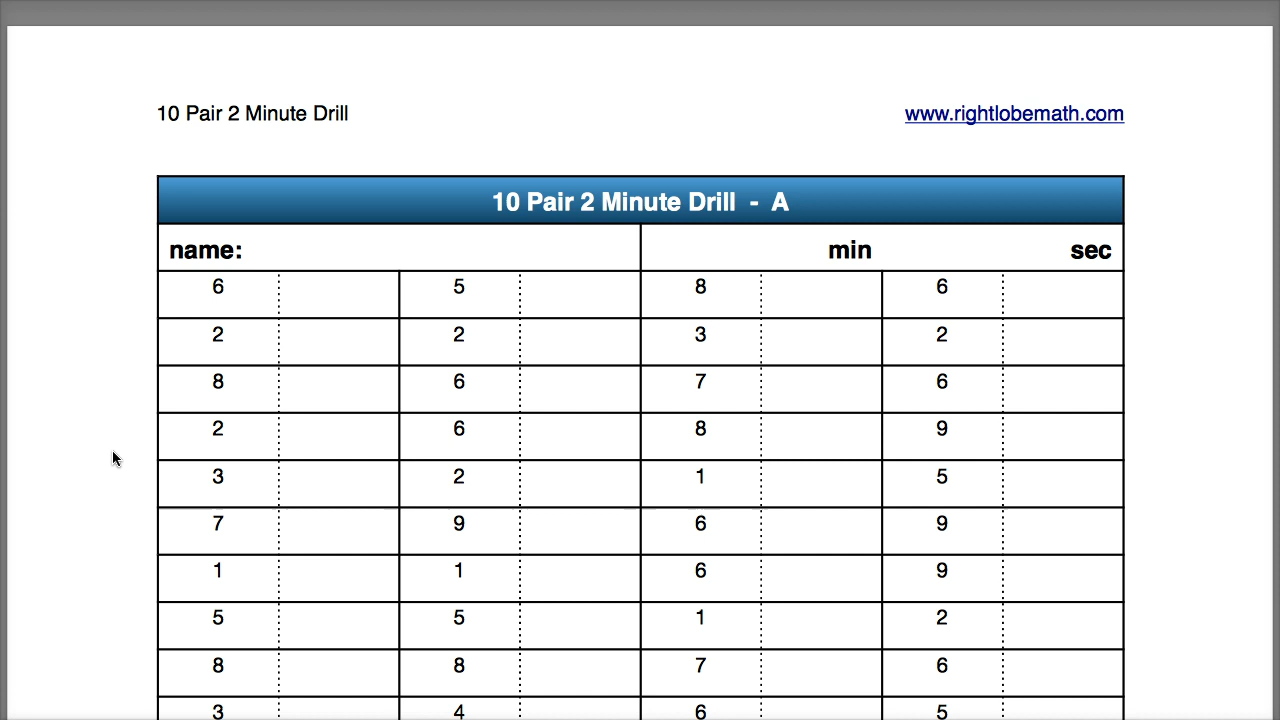 10 Pair 2 Minute Drill www.rightlobemath.com
10 Pair 2 Minute Drill - A
name: min sec
6 5 8 6
2 2 3 2
8 6 7 6
2 6 8 9
3 2 1 5
7 9 6 9
1 1 6 9
5 5 1 2
8 8 7 6
3 4 6 5